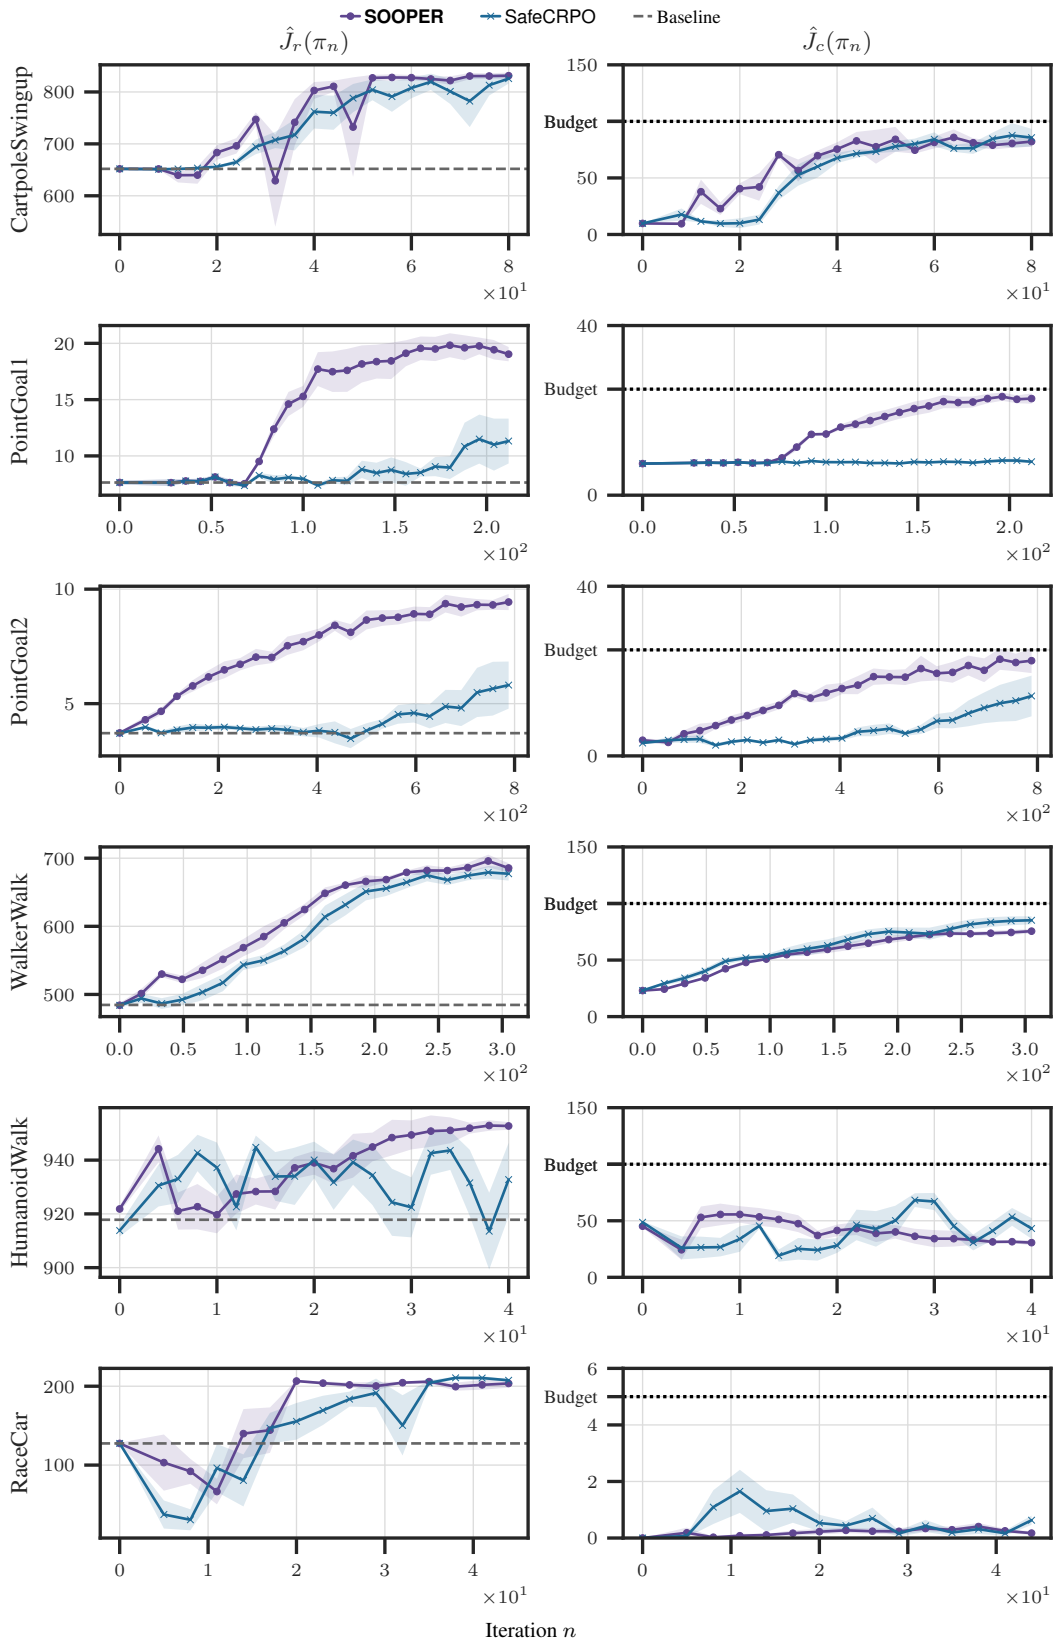 SOOPER SafeCRPO Baseline
Ĵr(πn) Ĵc(πn)
CartpoleSwingup
800
700
600
0 2 4 6 8
×10¹
150
Budget
50
0
0 2 4 6 8
×10¹
PointGoal1
20
15
10
0.0 0.5 1.0 1.5 2.0
×10²
40
Budget
0
0.0 0.5 1.0 1.5 2.0
×10²
PointGoal2
10
5
0 2 4 6 8
×10²
40
Budget
0
0 2 4 6 8
×10²
WalkerWalk
700
600
500
0.0 0.5 1.0 1.5 2.0 2.5 3.0
×10²
150
Budget
50
0
0.0 0.5 1.0 1.5 2.0 2.5 3.0
×10²
HumanoidWalk
940
920
900
0 1 2 3 4
×10¹
150
Budget
50
0
0 1 2 3 4
×10¹
RaceCar
200
100
0 1 2 3 4
×10¹
6
Budget
4
2
0
0 1 2 3 4
×10¹
Iteration n